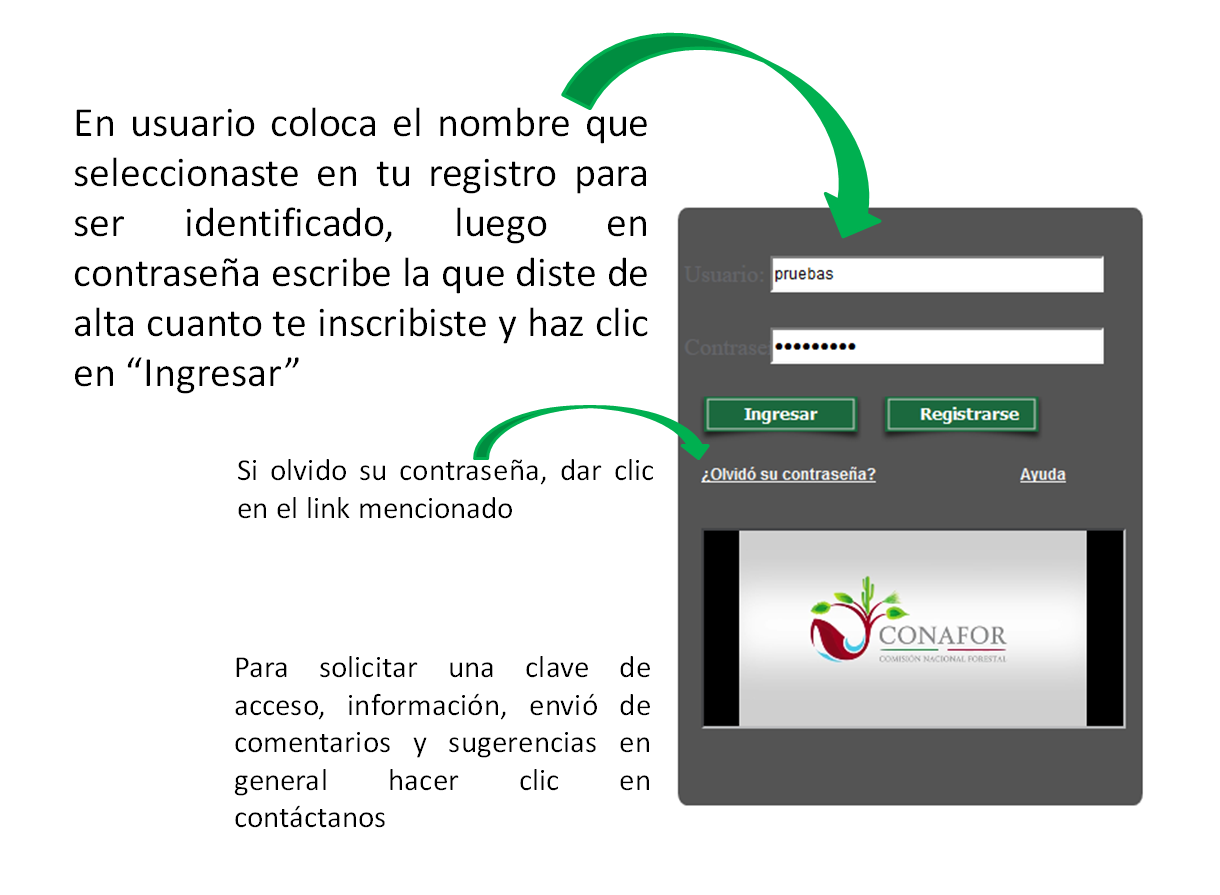 En usuario coloca el nombre que
seleccionaste en tu registro para
ser identificado, luego en
contraseña escribe la que diste de
alta cuanto te inscribiste y haz clic
en “Ingresar”
Usuario: pruebas
Contrase: •••••••••
Ingresar Registrarse
¿Olvidó su contraseña? Ayuda
Si olvido su contraseña, dar clic
en el link mencionado
CONAFOR
COMISIÓN NACIONAL FORESTAL
Para solicitar una clave de
acceso, información, envió de
comentarios y sugerencias en
general hacer clic en
contáctanos